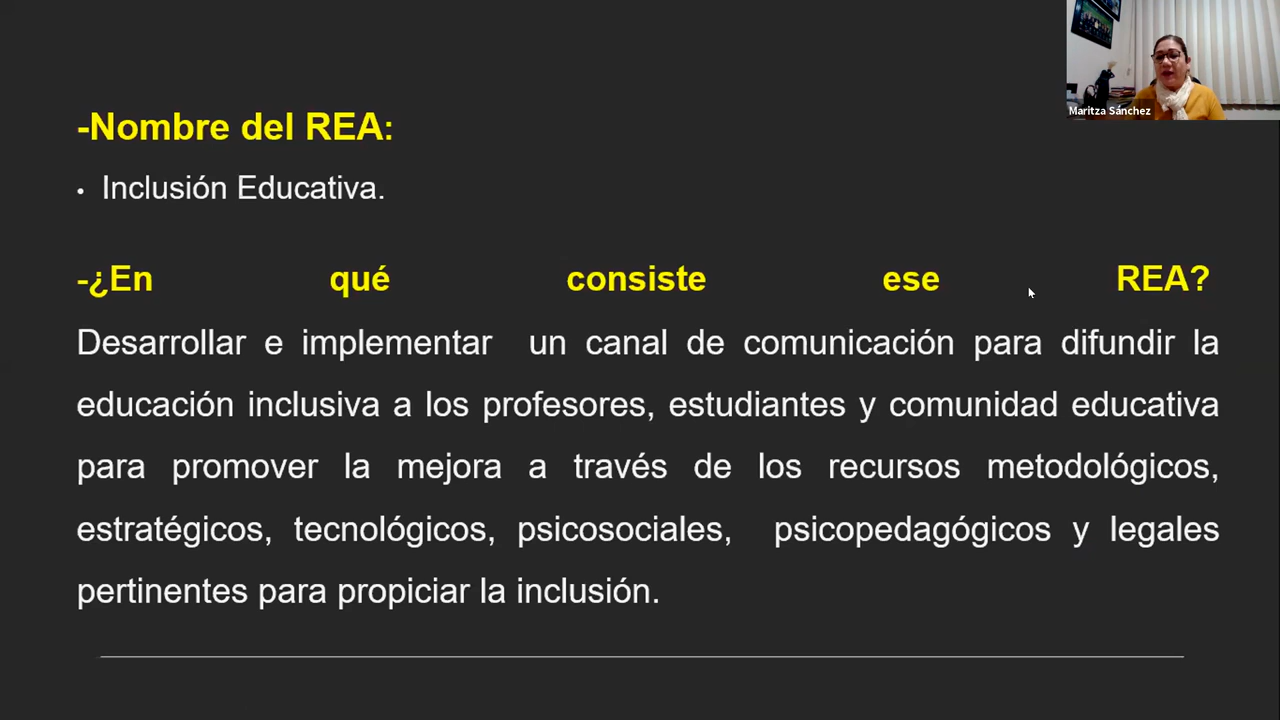 -Nombre del REA:
• Inclusión Educativa.
-¿En qué consiste ese REA?
Desarrollar e implementar un canal de comunicación para difundir la
educación inclusiva a los profesores, estudiantes y comunidad educativa
para promover la mejora a través de los recursos metodológicos,
estratégicos, tecnológicos, psicosociales, psicopedagógicos y legales
pertinentes para propiciar la inclusión.
Maritza Sánchez